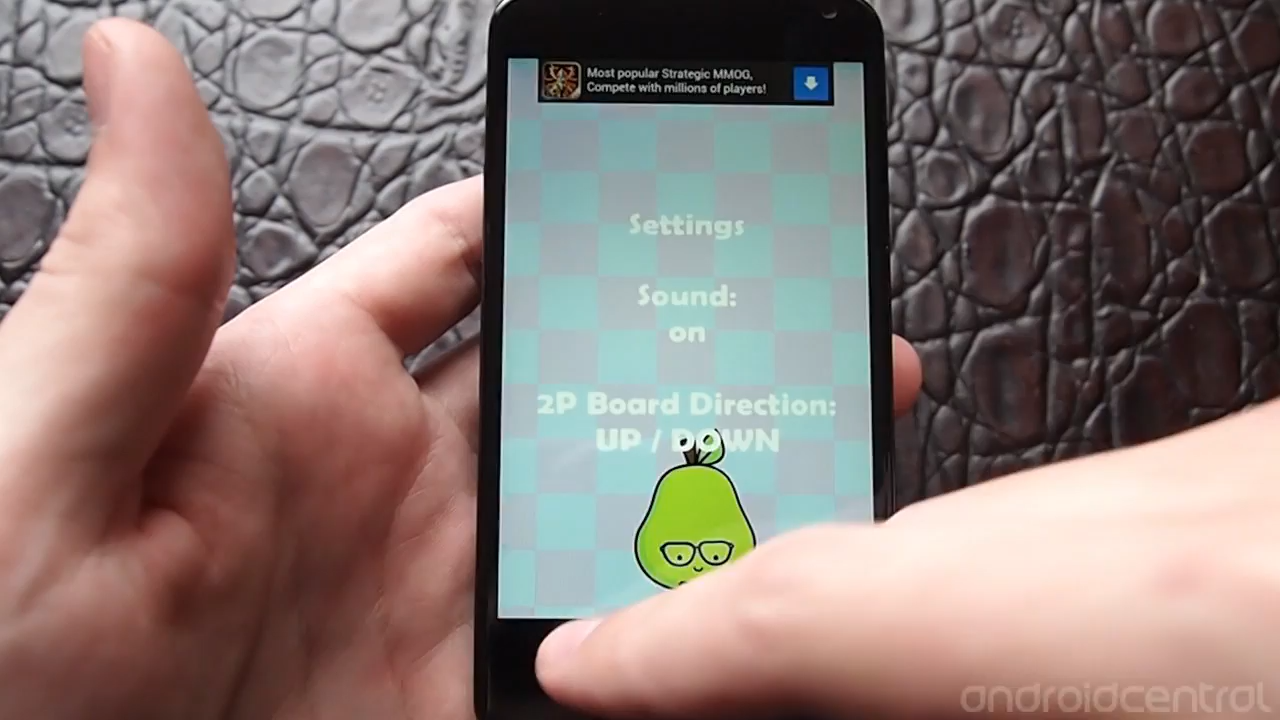 Most popular Strategic MMOG,
Compete with millions of players!
Settings
Sound:
on
2P Board Direction:
UP / DOWN
androidcentral